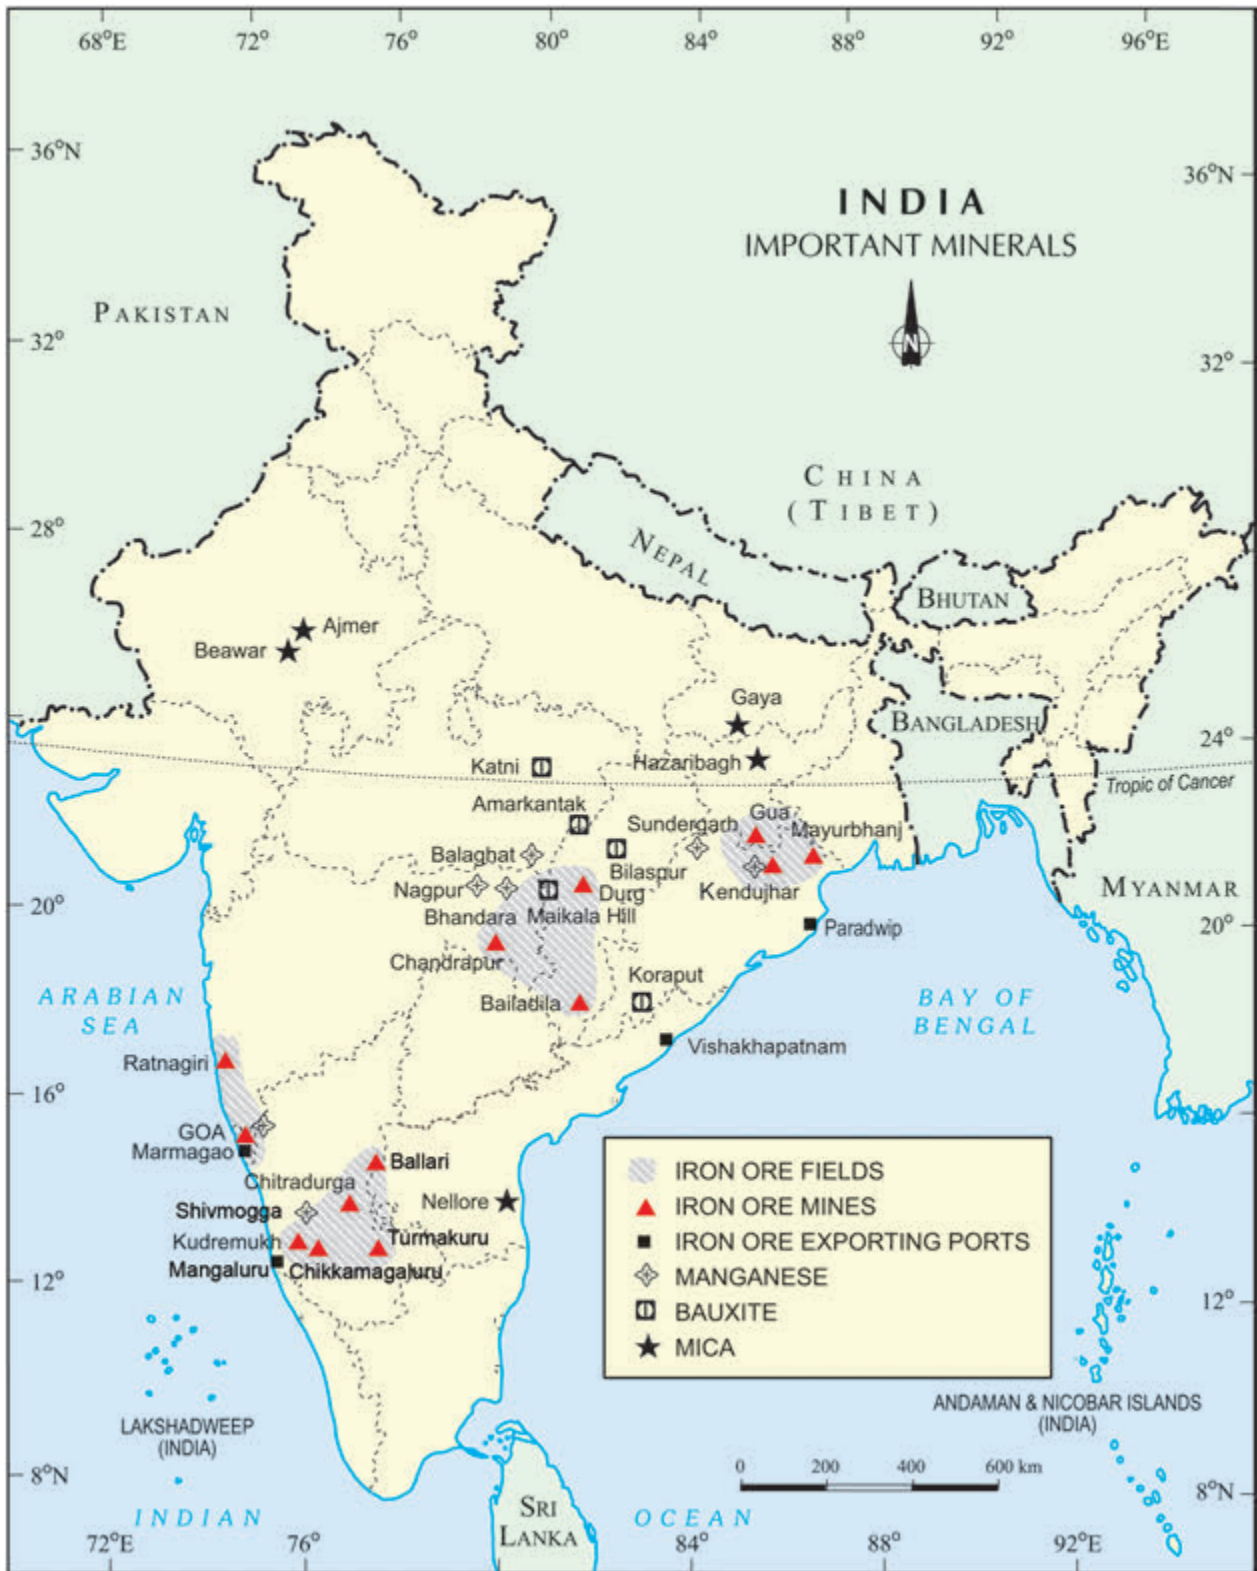 68°E 72° 76° 80° 84° 88° 92° 96°E
36°N
36°N
INDIA
IMPORTANT MINERALS
N
PAKISTAN
32°
32°
CHINA
(TIBET)
28°
28°
NEPAL
BHUTAN
Ajmer
Beawar
Gaya
BANGLADESH
24°
Katni
Hazaribagh
Tropic of Cancer
Amarkantak
Gua
Sundergarh
Mayurbhanj
Balaghat
Bilaspur
Nagpur
Durg
Kendujhar
MYANMAR
20°
Bhandara
Maikala Hill
20°
Paradwip
Chandrapur
Koraput
ARABIAN
SEA
Bailadila
BAY OF
BENGAL
Vishakhapatnam
Ratnagiri
16°
GOA
Marmagao
Ballari
Chitradurga
Shivmogga
Nellore
Kudremukh
Turmakuru
Mangaluru
Chikkamagaluru
12°
12°
IRON ORE FIELDS
IRON ORE MINES
IRON ORE EXPORTING PORTS
MANGANESE
BAUXITE
MICA
LAKSHADWEEP
(INDIA)
ANDAMAN & NICOBAR ISLANDS
(INDIA)
0 200 400 600 km
8°N
8°N
INDIAN OCEAN
SRI
LANKA
72°E 76° 84° 88° 92°E